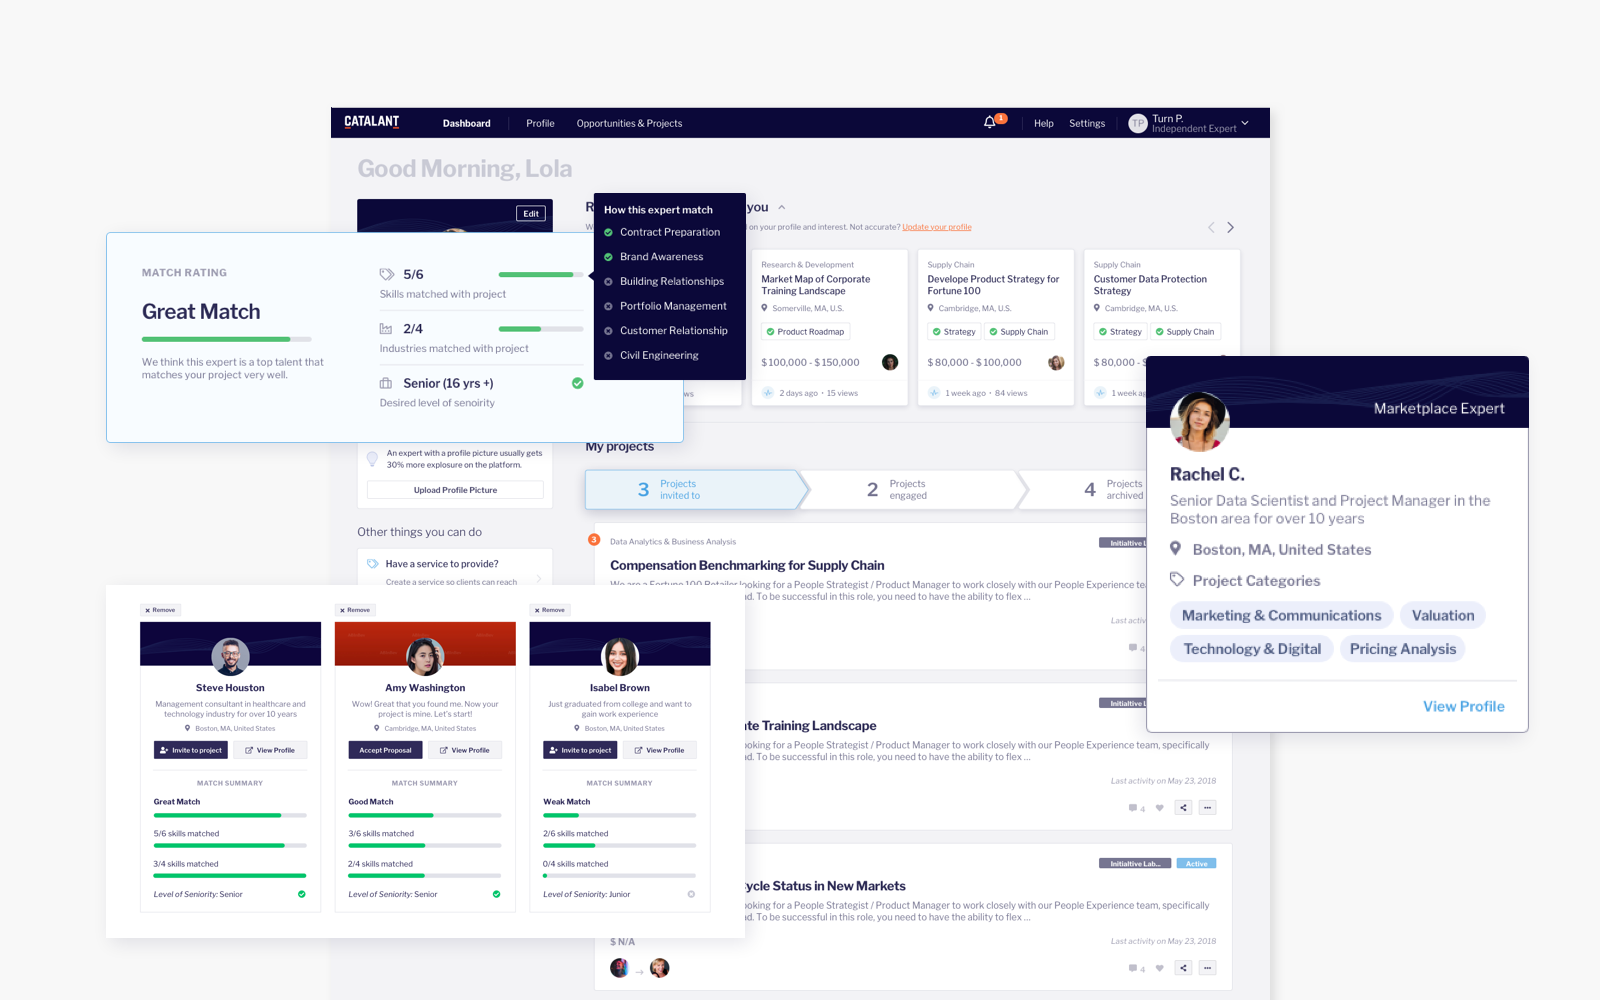 CATALANT
Dashboard
Profile
Opportunities & Projects
1
Help
Settings
TP
Turn P.
Independent Expert
Good Morning, Lola
Edit
MATCH RATING
Great Match
We think this expert is a top talent that
matches your project very well.
5/6
Skills matched with project
2/4
Industries matched with project
Senior (16 yrs +)
Desired level of senoirity
How this expert match
Contract Preparation
Brand Awareness
Building Relationships
Portfolio Management
Customer Relationship
Civil Engineering
you
on your profile and interest. Not accurate? Update your profile
Research & Development
Market Map of Corporate
Training Landscape
Somerville, MA, U.S.
Product Roadmap
$100,000 - $150,000
2 days ago • 15 views
Supply Chain
Develope Product Strategy for
Fortune 100
Cambridge, MA, U.S.
Strategy
Supply Chain
$80,000 - $100,000
1 week ago • 84 views
Supply Chain
Customer Data Protection
Strategy
Cambridge, MA, U.S.
Strategy
Supply Chain
$80,000 - $
1 week ag
An expert with a profile picture usually gets
30% more explosure on the platform.
Upload Profile Picture
Other things you can do
Have a service to provide?
Create a service so clients can reach
My projects
3
Projects
invited to
2
Projects
engaged
4
Projects
archived
3
Data Analytics & Business Analysis
Compensation Benchmarking for Supply Chain
We are a Fortune 100 Retailer looking for a People Strategist / Product Manager to work closely with our People Experience te
d. To be successful in this role, you need to have the ability to flex ...
Last activ
4
te Training Landscape
ooking for a People Strategist / Product Manager to work closely with our People Experience team, specifically
d. To be successful in this role, you need to have the ability to flex ...
Last activity on May 23, 2018
4
Initialtive Lab...
Active
ycle Status in New Markets
ooking for a People Strategist / Product Manager to work closely with our People Experience team, specifically
d. To be successful in this role, you need to have the ability to flex ...
$ N/A
Last activity on May 23, 2018
4
Marketplace Expert
Rachel C.
Senior Data Scientist and Project Manager in the
Boston area for over 10 years
Boston, MA, United States
Project Categories
Marketing & Communications
Valuation
Technology & Digital
Pricing Analysis
View Profile
x Remove
Steve Houston
Management consultant in healthcare and
technology industry for over 10 years
Boston, MA, United States
Invite to project
View Profile
MATCH SUMMARY
Great Match
5/6 skills matched
3/4 skills matched
Level of Seniority: Senior
x Remove
Amy Washington
Wow! Great that you found me. Now your
project is mine. Let's start!
Cambridge, MA, United States
Accept Proposal
View Profile
MATCH SUMMARY
Good Match
3/6 skills matched
2/4 skills matched
Level of Seniority: Senior
x Remove
Isabel Brown
Just graduated from college and want to
gain work experience
Boston, MA, United States
Invite to project
View Profile
MATCH SUMMARY
Weak Match
2/6 skills matched
0/4 skills matched
Level of Seniority: Junior